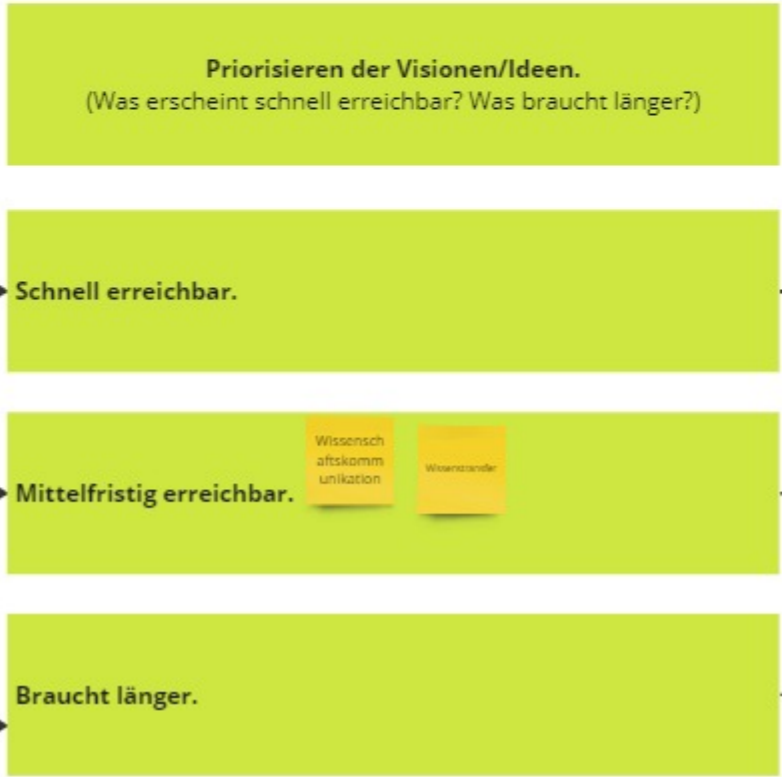 Priorisieren der Visionen/Ideen.
(Was erscheint schnell erreichbar? Was braucht länger?)
Schnell erreichbar.
Mittelfristig erreichbar.
Wissensch
aftskomm
unikation
Wissenstransfer
Braucht länger.